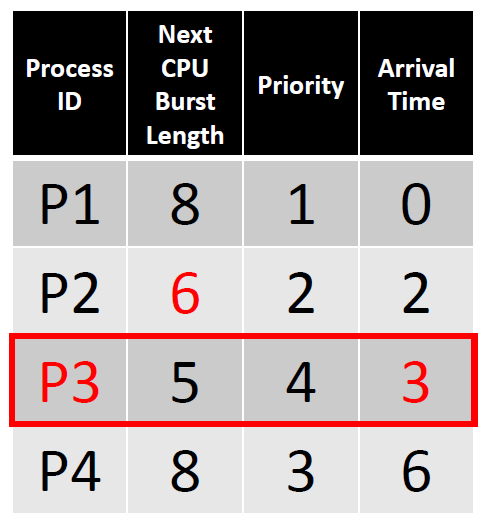 Process ID Next CPU Burst Length Priority Arrival Time
P1 8 1 0
P2 6 2 2
P3 5 4 3
P4 8 3 6